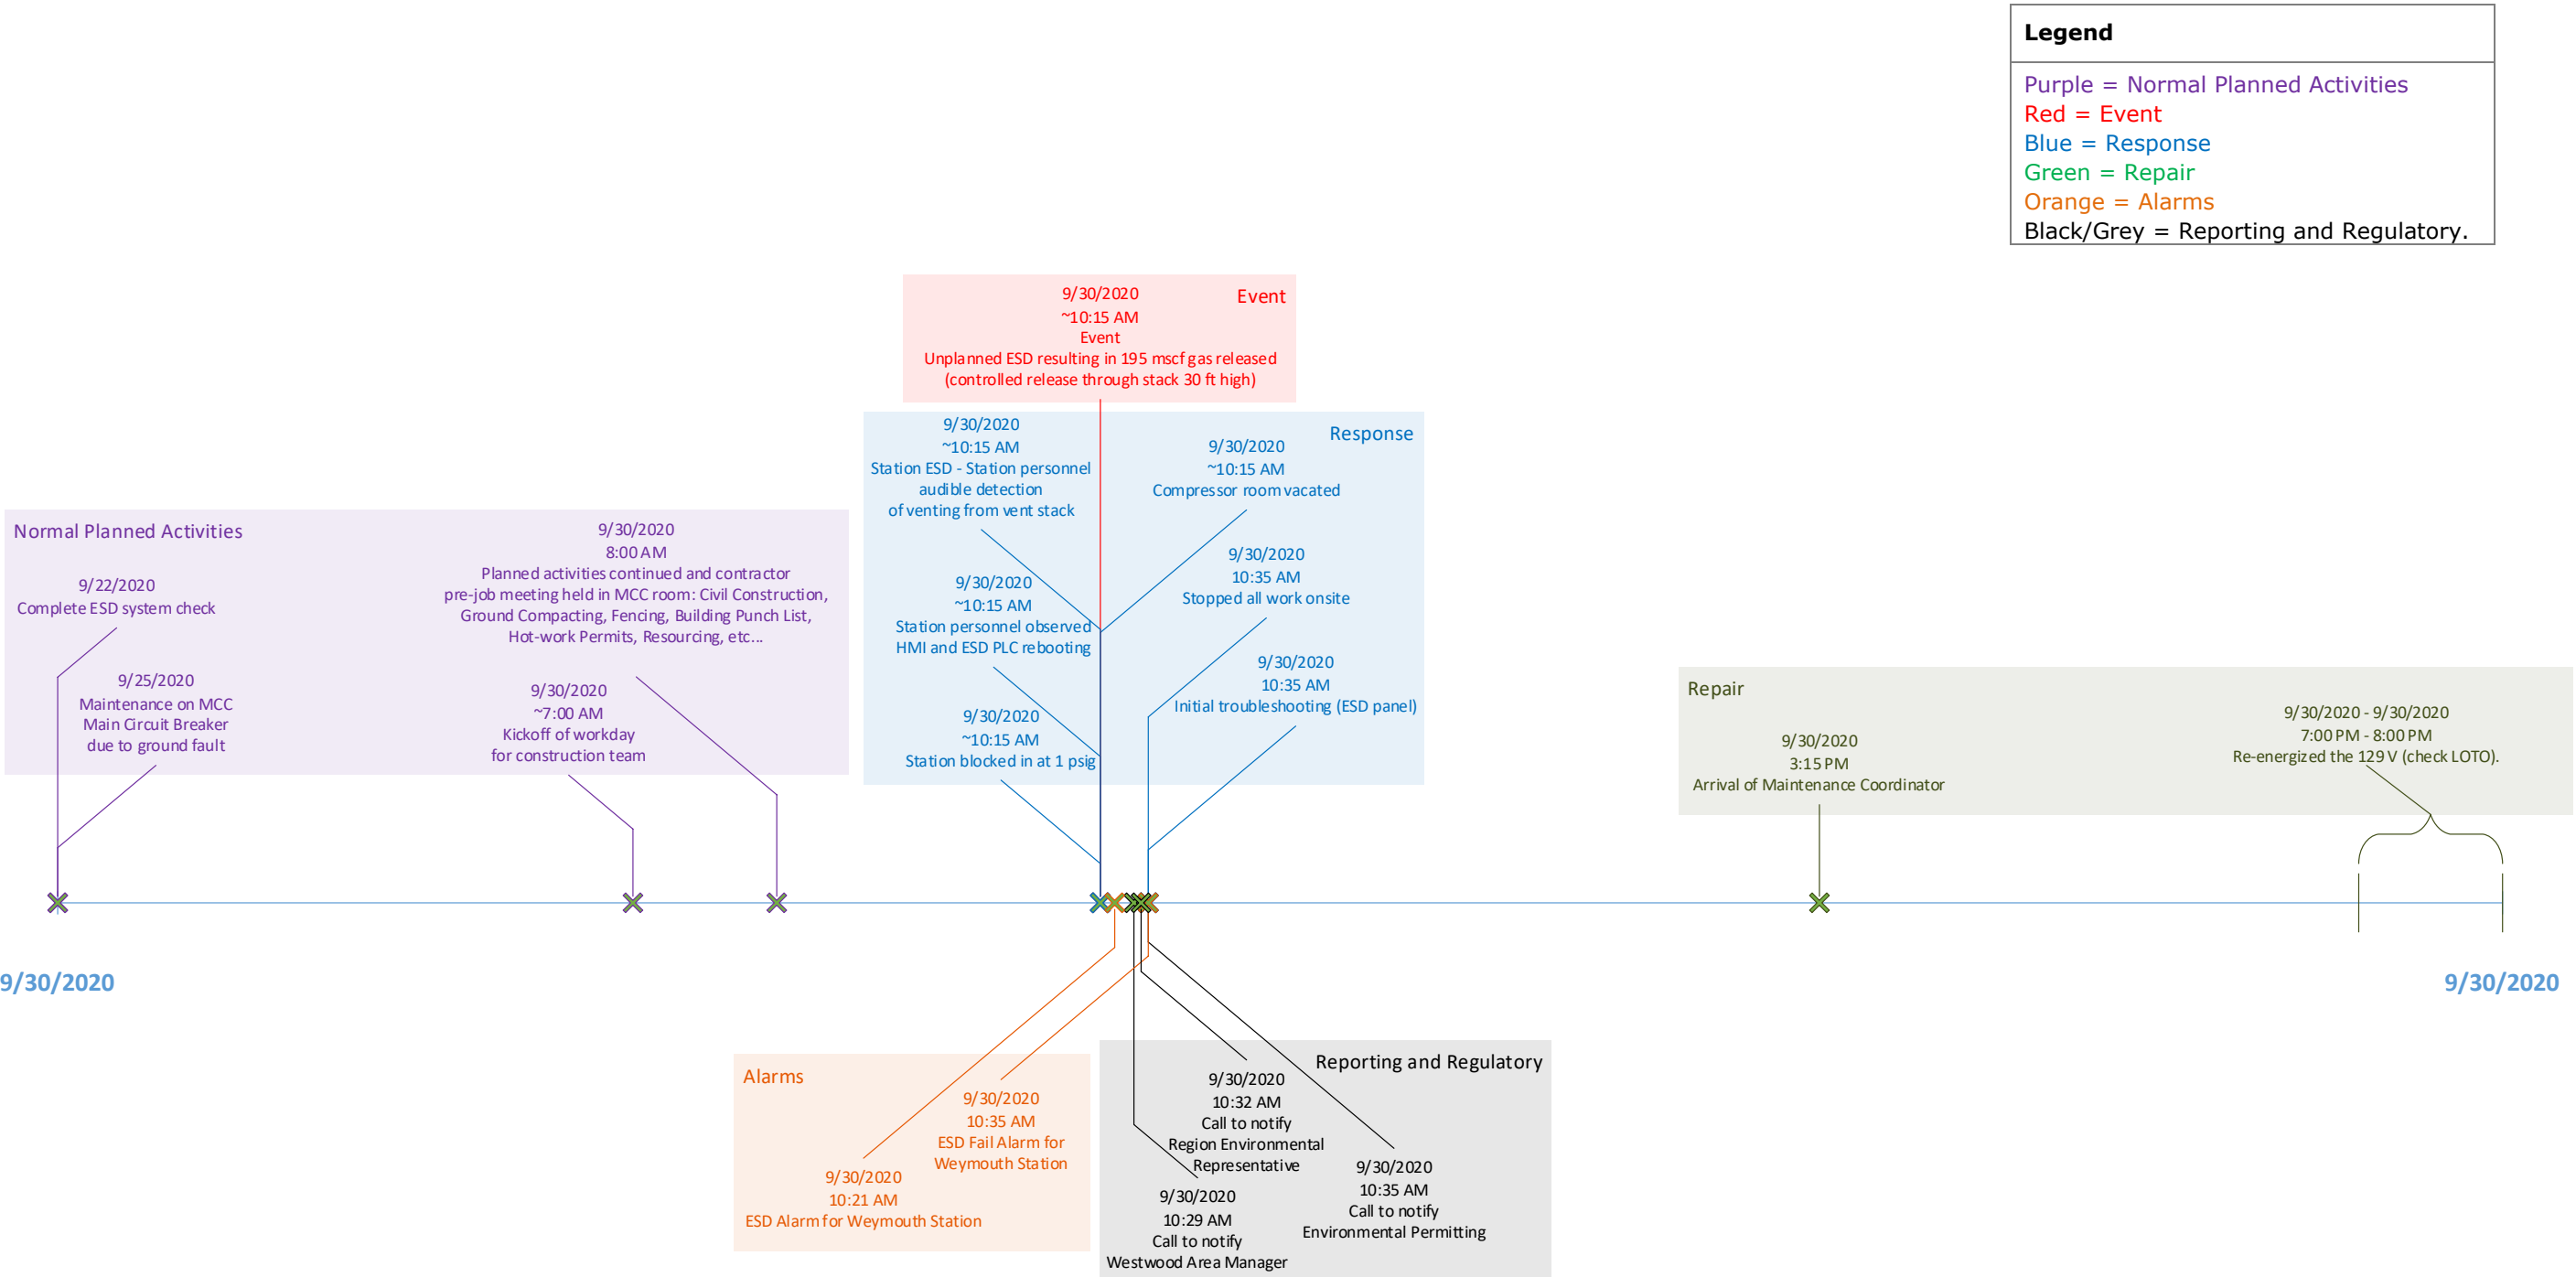 Legend
Purple = Normal Planned Activities
Red = Event
Blue = Response
Green = Repair
Orange = Alarms
Black/Grey = Reporting and Regulatory.
Event
9/30/2020
~10:15 AM
Event
Unplanned ESD resulting in 195 mscf gas released
(controlled release through stack 30 ft high)
Response
9/30/2020
~10:15 AM
Station ESD - Station personnel
audible detection
of venting from vent stack
9/30/2020
~10:15 AM
Compressor room vacated
9/30/2020
10:35 AM
Stopped all work onsite
9/30/2020
~10:15 AM
Station personnel observed
HMI and ESD PLC rebooting
9/30/2020
10:35 AM
Initial troubleshooting (ESD panel)
9/30/2020
~10:15 AM
Station blocked in at 1 psig
Normal Planned Activities
9/22/2020
Complete ESD system check
9/25/2020
Maintenance on MCC
Main Circuit Breaker
due to ground fault
9/30/2020
8:00 AM
Planned activities continued and contractor
pre-job meeting held in MCC room: Civil Construction,
Ground Compacting, Fencing, Building Punch List,
Hot-work Permits, Resourcing, etc...
9/30/2020
~7:00 AM
Kickoff of workday
for construction team
Repair
9/30/2020
3:15 PM
Arrival of Maintenance Coordinator
9/30/2020 - 9/30/2020
7:00 PM - 8:00 PM
Re-energized the 129 V (check LOTO).
9/30/2020
9/30/2020
Alarms
9/30/2020
10:35 AM
ESD Fail Alarm for
Weymouth Station
9/30/2020
10:21 AM
ESD Alarm for Weymouth Station
Reporting and Regulatory
9/30/2020
10:32 AM
Call to notify
Region Environmental
Representative
9/30/2020
10:29 AM
Call to notify
Westwood Area Manager
9/30/2020
10:35 AM
Call to notify
Environmental Permitting